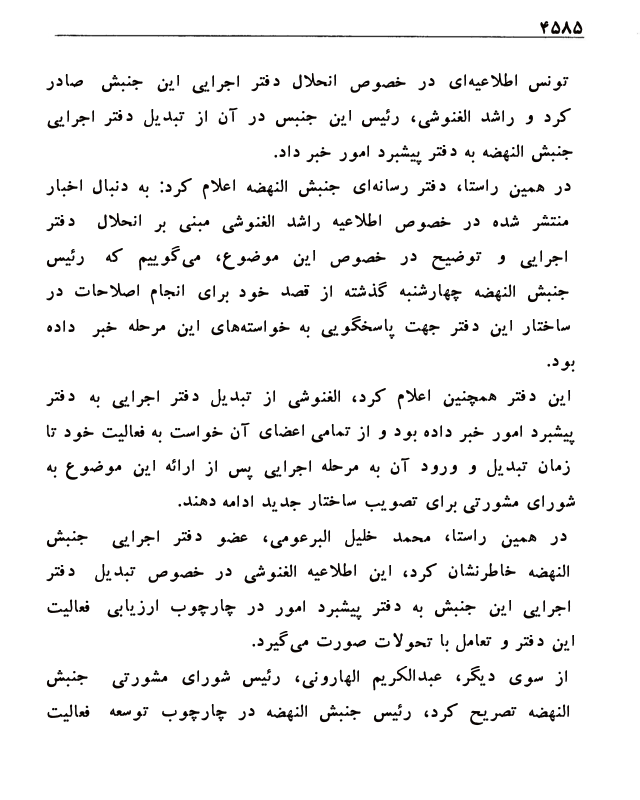 ۴۵۸۵
تونس اطلاعیه‌ای در خصوص انحلال دفتر اجرایی این جنبش صادر
کرد و راشد الغنوشی، رئیس این جنبس در آن از تبدیل دفتر اجرایی
جنبش النهضه به دفتر پیشبرد امور خبر داد.
در همین راستا، دفتر رسانه‌ای جنبش النهضه اعلام کرد: به دنبال اخبار
منتشر شده در خصوص اطلاعیه راشد الغنوشی مبنی بر انحلال دفتر
اجرایی و توضیح در خصوص این موضوع، می‌گوییم که رئیس
جنبش النهضه چهارشنبه گذشته از قصد خود برای انجام اصلاحات در
ساختار این دفتر جهت پاسخگویی به خواسته‌های این مرحله خبر داده
بود.
این دفتر همچنین اعلام کرد، الغنوشی از تبدیل دفتر اجرایی به دفتر
پیشبرد امور خبر داده بود و از تمامی اعضای آن خواست به فعالیت خود تا
زمان تبدیل و ورود آن به مرحله اجرایی پس از ارائه این موضوع به
شورای مشورتی برای تصویب ساختار جدید ادامه دهند.
در همین راستا، محمد خلیل البرعومی، عضو دفتر اجرایی جنبش
النهضه خاطرنشان کرد، این اطلاعیه الغنوشی در خصوص تبدیل دفتر
اجرایی این جنبش به دفتر پیشبرد امور در چارچوب ارزیابی فعالیت
این دفتر و تعامل با تحولات صورت می‌گیرد.
از سوی دیگر، عبدالکریم الهارونی، رئیس شورای مشورتی جنبش
النهضه تصریح کرد، رئیس جنبش النهضه در چارچوب توسعه فعالیت